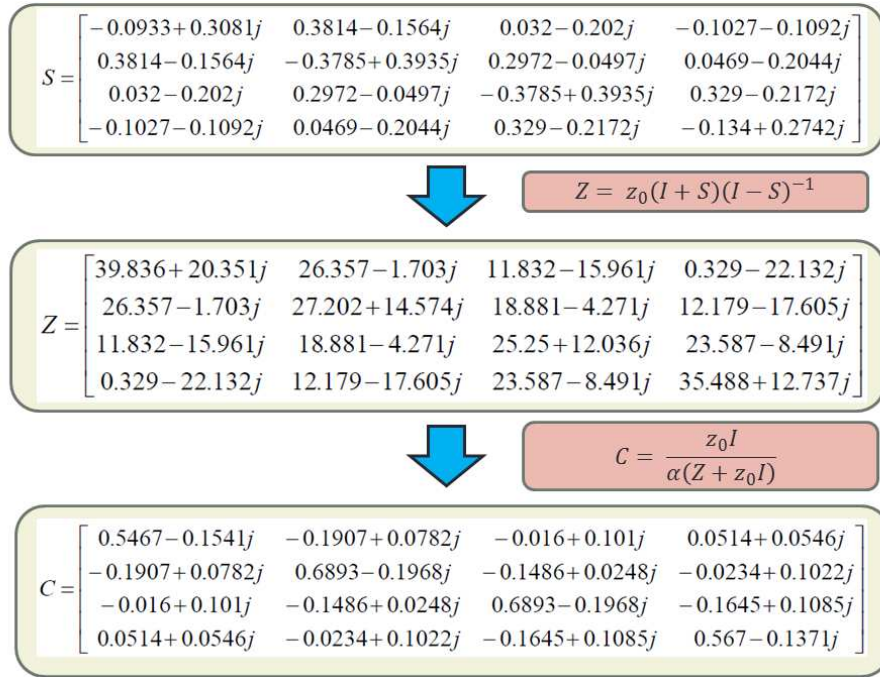 S = [ −0.0933+0.3081j 0.3814−0.1564j 0.032−0.202j −0.1027−0.1092j
0.3814−0.1564j −0.3785+0.3935j 0.2972−0.0497j 0.0469−0.2044j
0.032−0.202j 0.2972−0.0497j −0.3785+0.3935j 0.329−0.2172j
−0.1027−0.1092j 0.0469−0.2044j 0.329−0.2172j −0.134+0.2742j ]
Z = z₀(I + S)(I − S)⁻¹
Z = [ 39.836+20.351j 26.357−1.703j 11.832−15.961j 0.329−22.132j
26.357−1.703j 27.202+14.574j 18.881−4.271j 12.179−17.605j
11.832−15.961j 18.881−4.271j 25.25+12.036j 23.587−8.491j
0.329−22.132j 12.179−17.605j 23.587−8.491j 35.488+12.737j ]
C = z₀I / α(Z + z₀I)
C = [ 0.5467−0.1541j −0.1907+0.0782j −0.016+0.101j 0.0514+0.0546j
−0.1907+0.0782j 0.6893−0.1968j −0.1486+0.0248j −0.0234+0.1022j
−0.016+0.101j −0.1486+0.0248j 0.6893−0.1968j −0.1645+0.1085j
0.0514+0.0546j −0.0234+0.1022j −0.1645+0.1085j 0.567−0.1371j ]